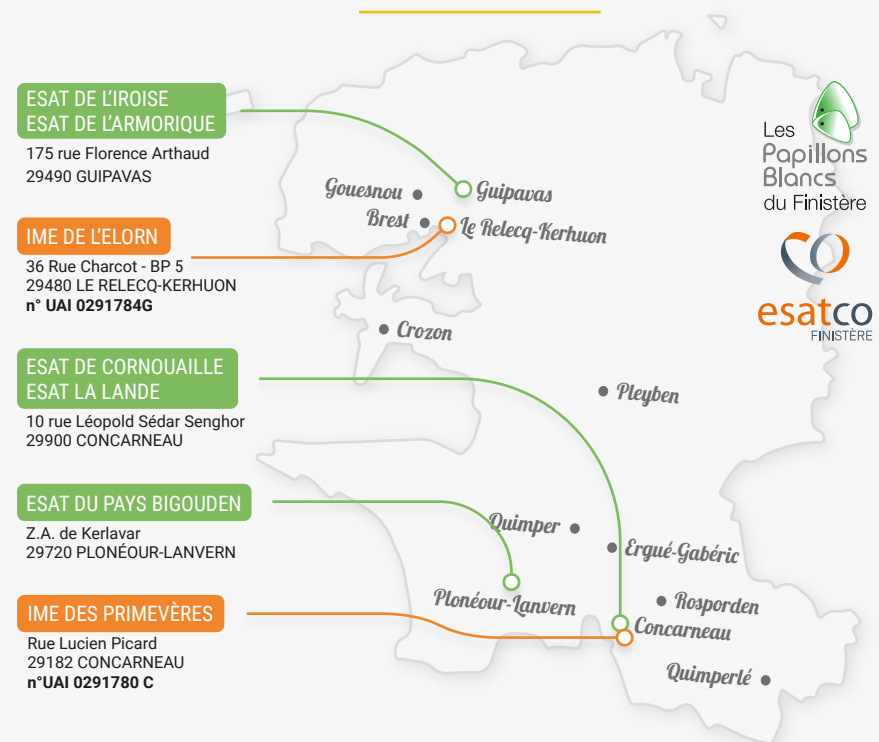 ESAT DE L'IROISE
ESAT DE L'ARMORIQUE
175 rue Florence Arthaud
29490 GUIPAVAS
IME DE L'ELORN
36 Rue Charcot - BP 5
29480 LE RELECQ-KERHUON
n° UAI 0291784G
ESAT DE CORNOUAILLE
ESAT LA LANDE
10 rue Léopold Sédar Senghor
29900 CONCARNEAU
ESAT DU PAYS BIGOUDEN
Z.A. de Kerlavar
29720 PLONÉOUR-LANVERN
IME DES PRIMEVÈRES
Rue Lucien Picard
29182 CONCARNEAU
n°UAI 0291780 C
Gouesnou
Guipavas
Brest
Le Relecq-Kerhuon
Crozon
Pleyben
Quimper
Ergué-Gabéric
Plonéour-Lanvern
Rosporden
Concarneau
Quimperlé
Les
Papillons
Blancs
du Finistère
esatco
FINISTÈRE